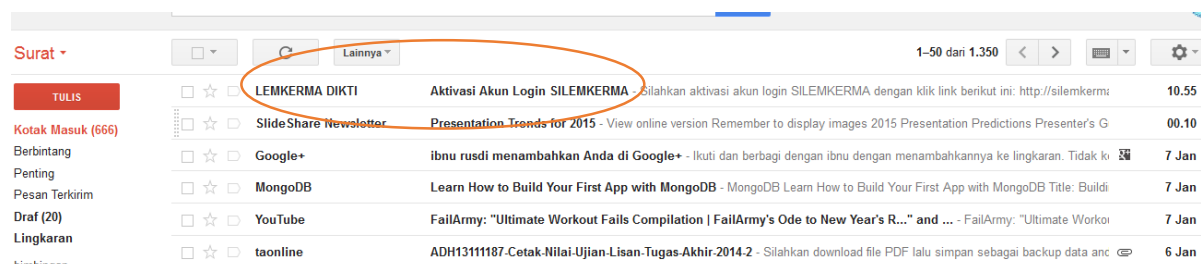 Surat
Lainnya
1–50 dari 1.350
TULIS
Kotak Masuk (666)
Berbintang
Penting
Pesan Terkirim
Draf (20)
Lingkaran
LEMKERMA DIKTI Aktivasi Akun Login SILEMKERMA - Silahkan aktivasi akun login SILEMKERMA dengan klik link berikut ini: http://silemkerma 10.55
SlideShare Newsletter Presentation Trends for 2015 - View online version Remember to display images 2015 Presentation Predictions Presenter's G 00.10
Google+ ibnu rusdi menambahkan Anda di Google+ - Ikuti dan berbagi dengan ibnu dengan menambahkannya ke lingkaran. Tidak 7 Jan
MongoDB Learn How to Build Your First App with MongoDB - MongoDB Learn How to Build Your First App with MongoDB Title: Buildi 7 Jan
YouTube FailArmy: "Ultimate Workout Fails Compilation | FailArmy's Ode to New Year's R..." and ... - FailArmy: "Ultimate Workou 7 Jan
taonline ADH13111187-Cetak-Nilai-Ujian-Lisan-Tugas-Akhir-2014-2 - Silahkan download file PDF lalu simpan sebagai backup data anc 6 Jan